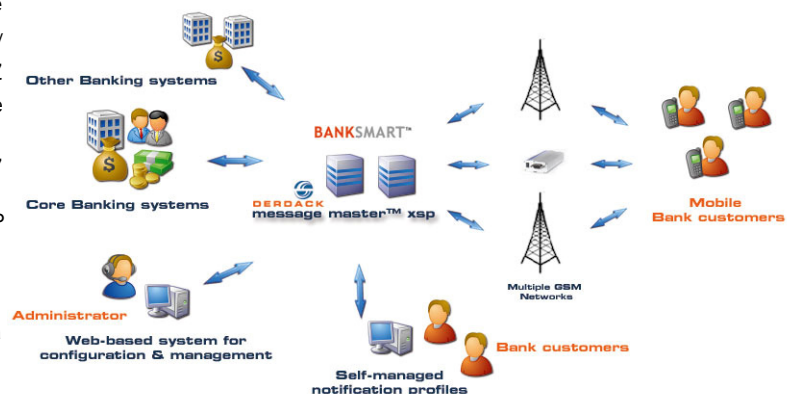 Other Banking systems
BANKSMART™
Core Banking systems
DERDACK
message master™ xsp
Mobile
Bank customers
Multiple GSM
Networks
Administrator
Web-based system for
configuration & management
Bank customers
Self-managed
notification profiles